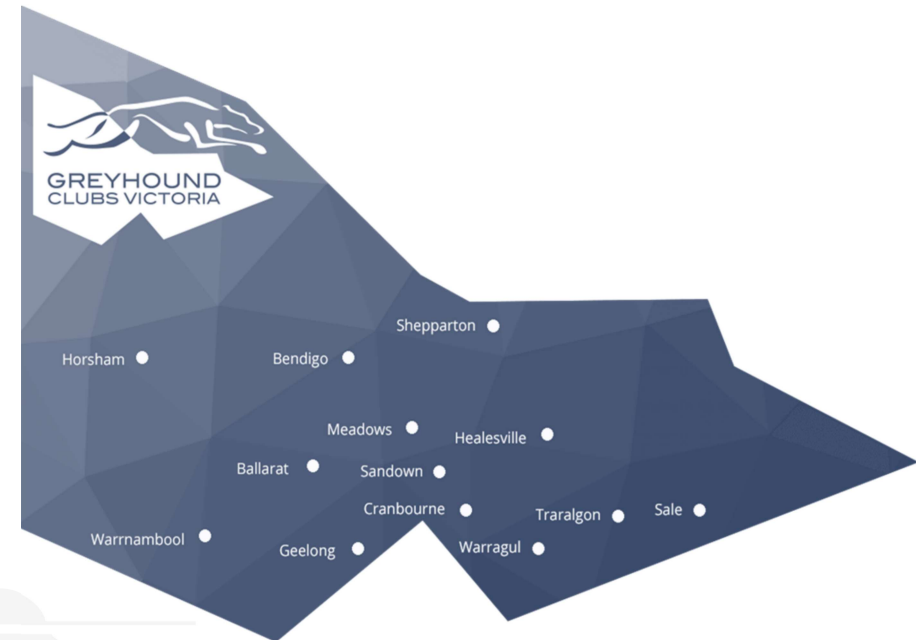 GREYHOUND
CLUBS VICTORIA
Shepparton
Horsham
Bendigo
Meadows
Healesville
Ballarat
Sandown
Cranbourne
Traralgon
Sale
Warrnambool
Geelong
Warragul